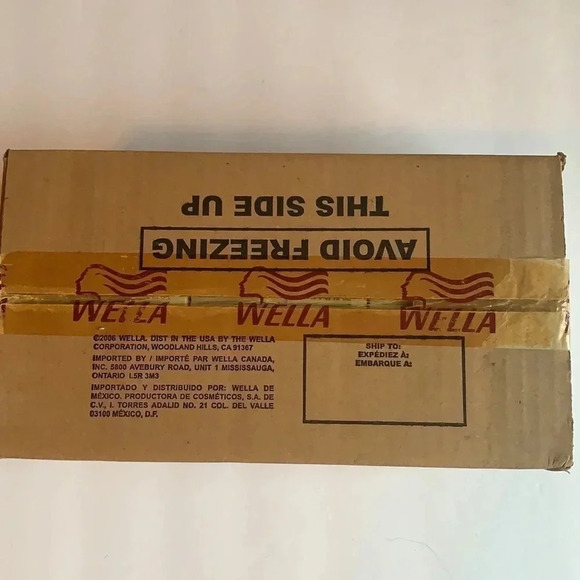 THIS SIDE UP
AVOID FREEZING
WELLA WELLA WELLA
©2006 WELLA. DIST IN THE USA BY THE WELLA
CORPORATION, WOODLAND HILLS, CA 91367
IMPORTED BY / IMPORTÉ PAR WELLA CANADA,
INC. 5800 AVEBURY ROAD, UNIT 1 MISSISSAUGA,
ONTARIO L5R 3M3
IMPORTADO Y DISTRIBUIDO POR: WELLA DE
MÉXICO. PRODUCTORA DE COSMÉTICOS, S.A. DE
C.V., I. TORRES ADALID NO. 21 COL. DEL VALLE
03100 MÉXICO, D.F.
SHIP TO:
EXPÉDIEZ À:
EMBARQUE A: